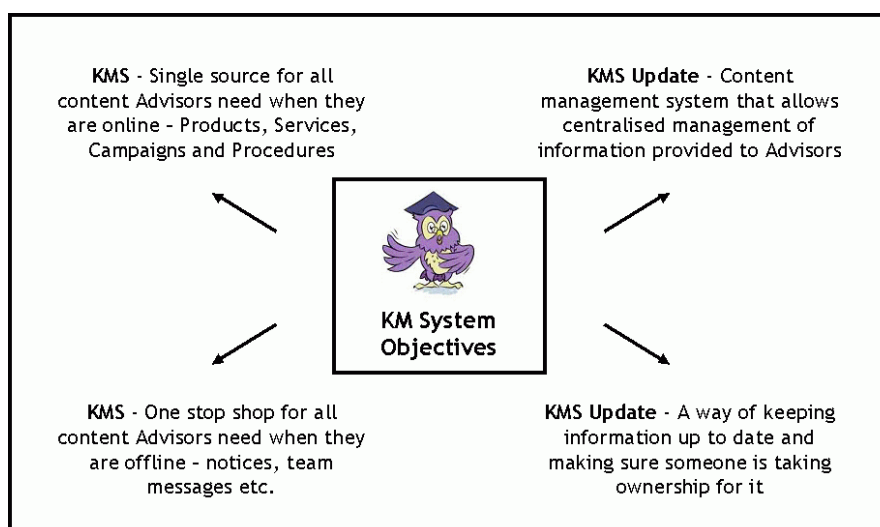 KMS - Single source for all
content Advisors need when they
are online – Products, Services,
Campaigns and Procedures
KMS Update - Content
management system that allows
centralised management of
information provided to Advisors
KM System
Objectives
KMS - One stop shop for all
content Advisors need when they
are offline – notices, team
messages etc.
KMS Update - A way of keeping
information up to date and
making sure someone is taking
ownership for it